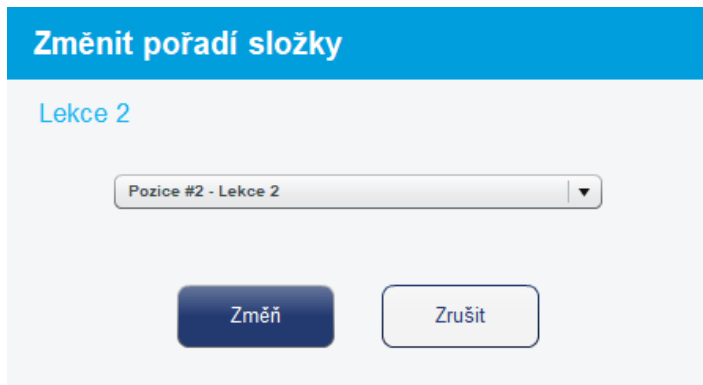 Změnit pořadí složky
Lekce 2
Pozice #2 - Lekce 2
Změň
Zrušit